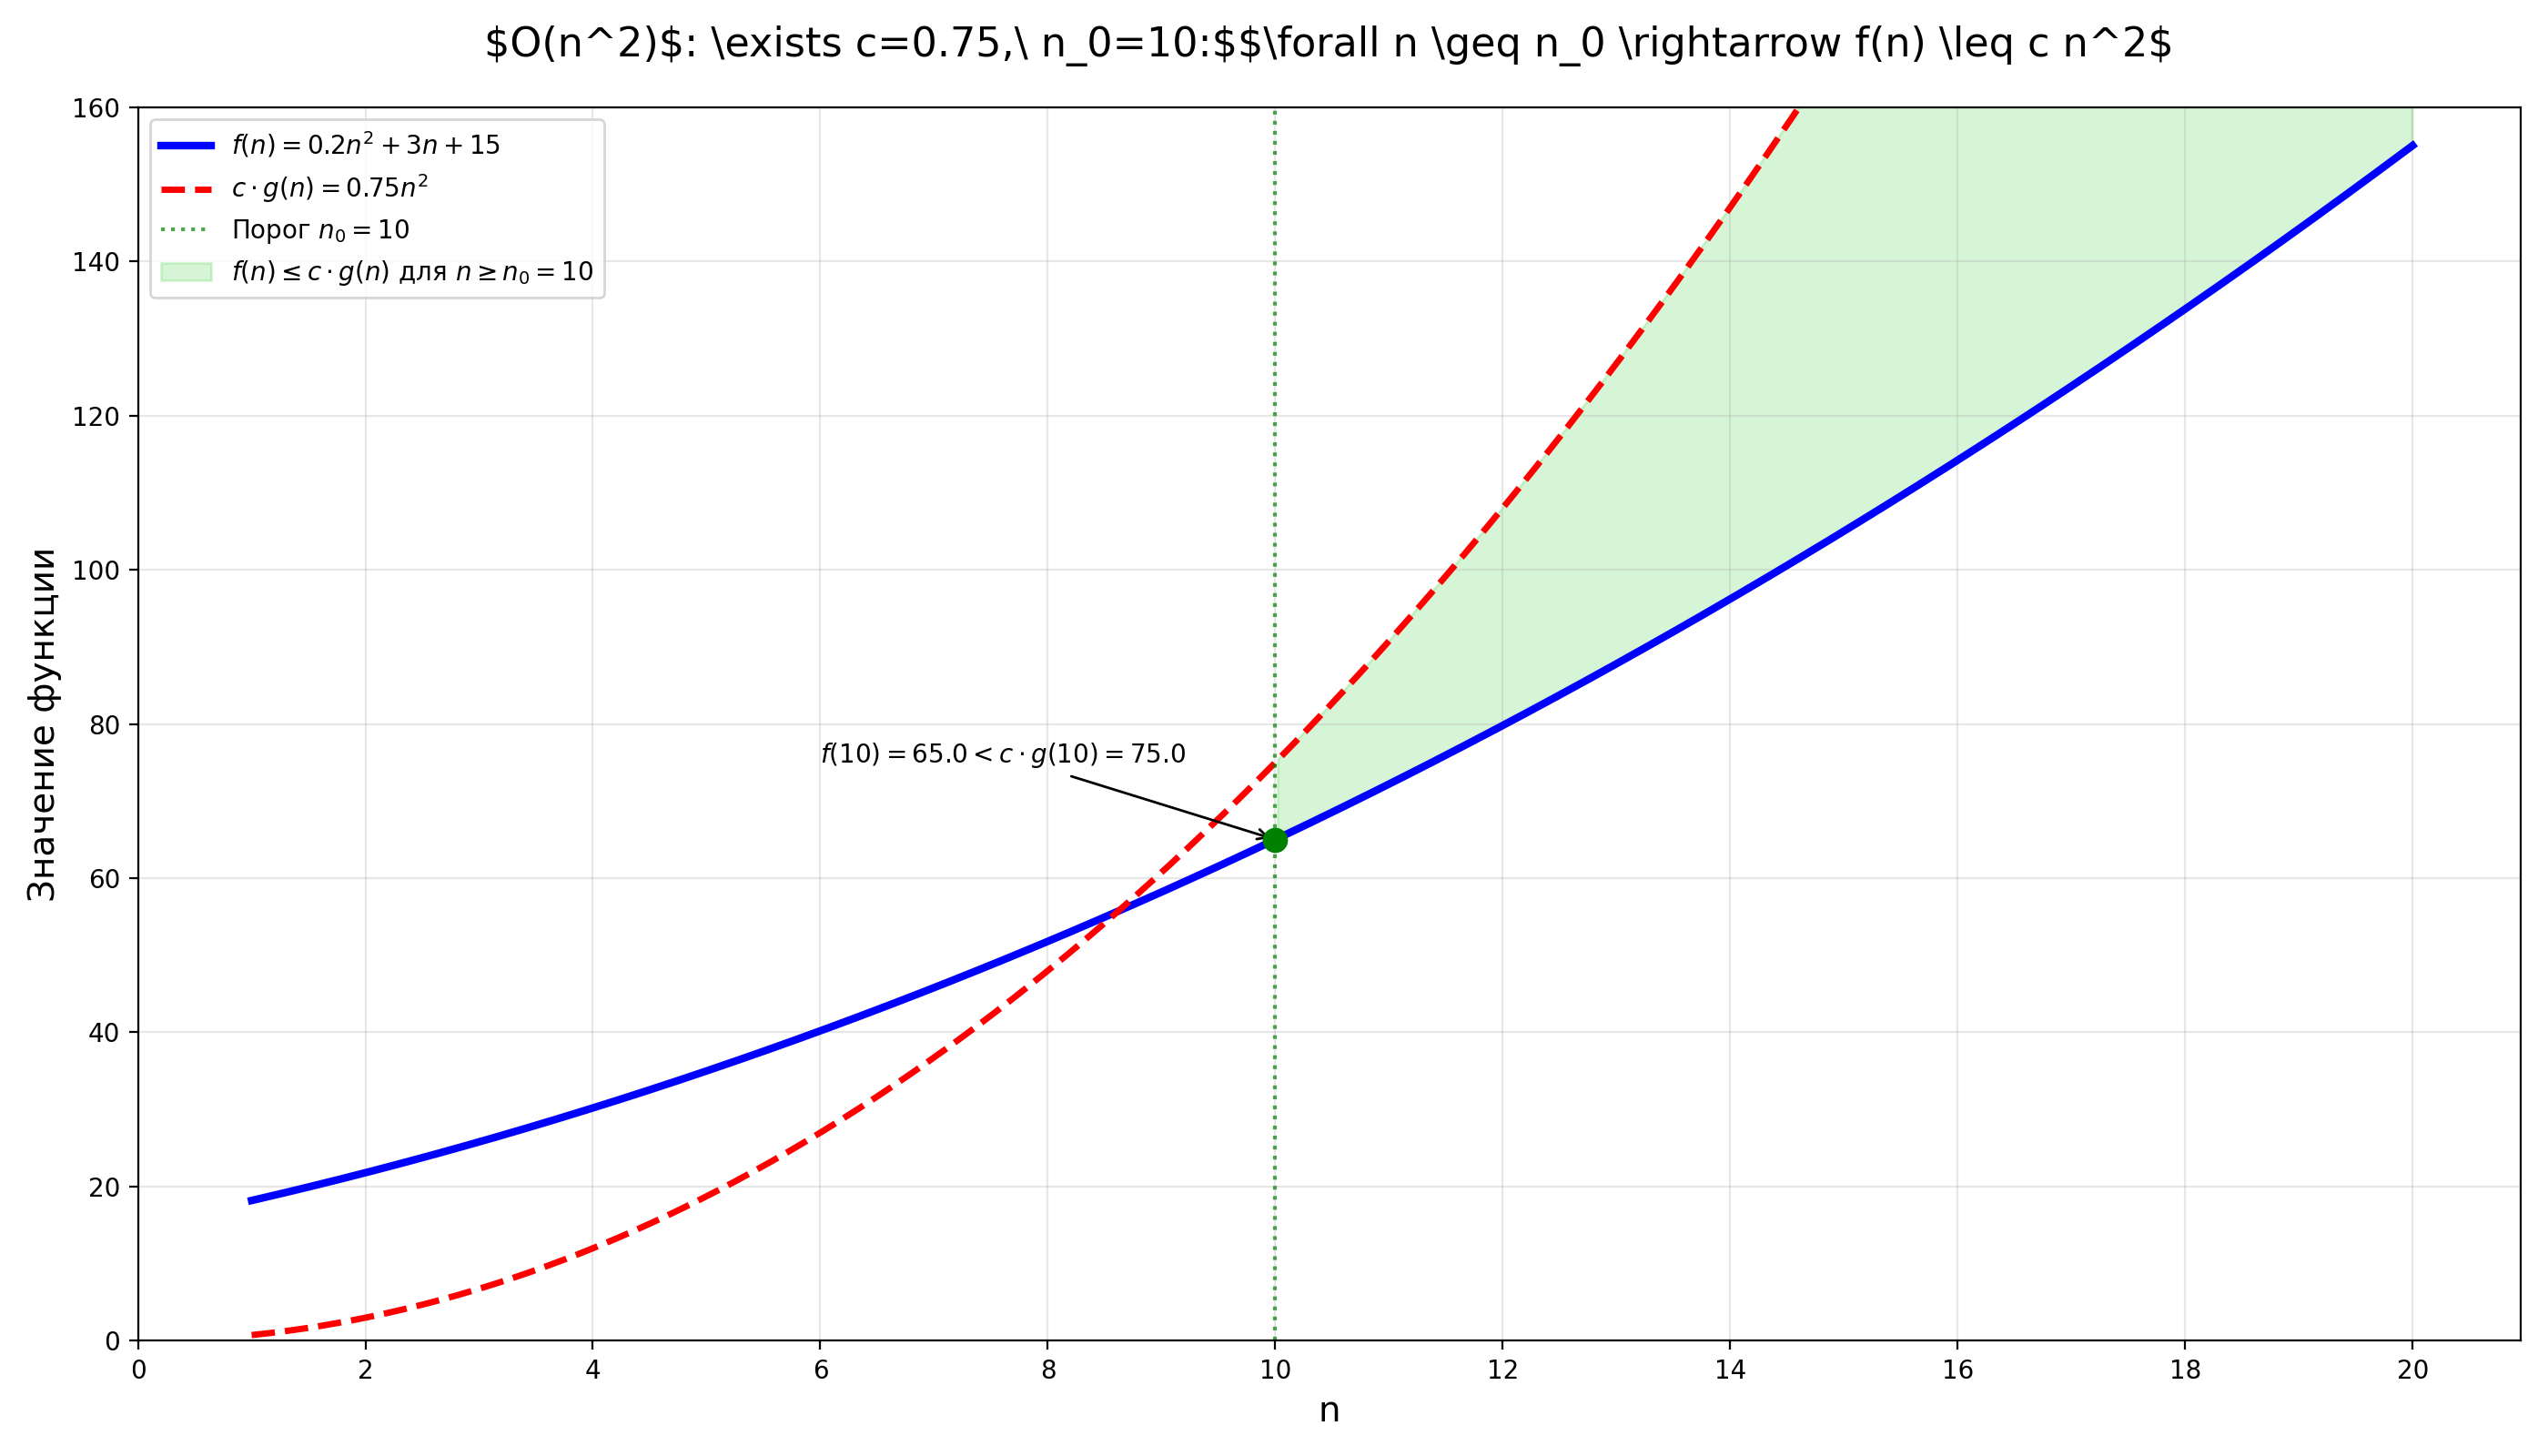 $O(n^2)$: \exists c=0.75,\ n_0=10:$$\forall n \geq n_0 \rightarrow f(n) \leq c n^2$
160
140
120
100
80
60
40
20
0
f(n) = 0.2n² + 3n + 15
c · g(n) = 0.75n²
Порог n₀ = 10
f(n) ≤ c · g(n) для n ≥ n₀ = 10
Значение функции
f(10) = 65.0 < c · g(10) = 75.0
0 2 4 6 8 10 12 14 16 18 20
n